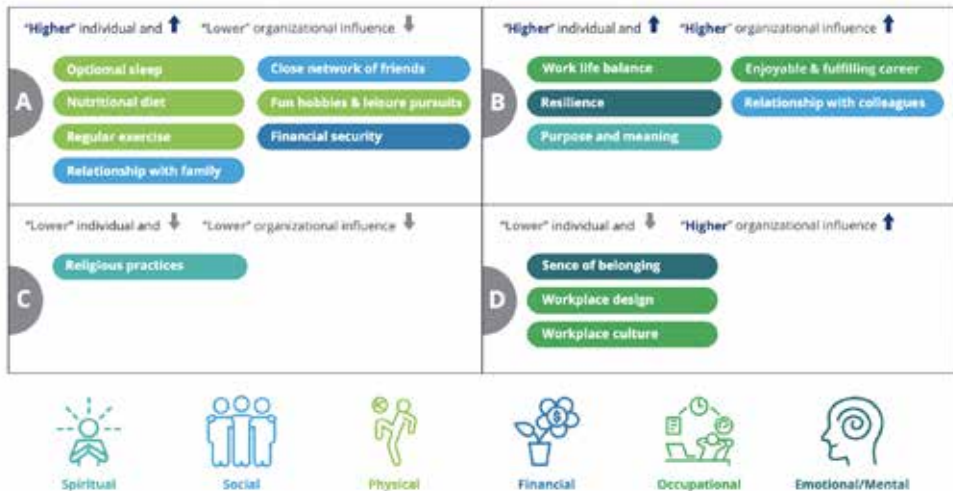 "Higher" individual and "Lower" organizational influence
A
Optiomal sleep
Nutritional diet
Regular exercise
Relationship with family
Close network of friends
Fun hobbies & leisure pursuits
Financial security
"Higher" individual and "Higher" organizational influence
B
Work life balance
Resilience
Purpose and meaning
Enjoyable & fulfilling career
Relationship with colleagues
"Lower" individual and "Lower" organizational influence
C
Religious practices
"Lower" individual and "Higher" organizational influence
D
Sence of belonging
Workplace design
Workplace culture
$
Spiritual
Social
Physical
Financial
Occupational
Emotional/Mental